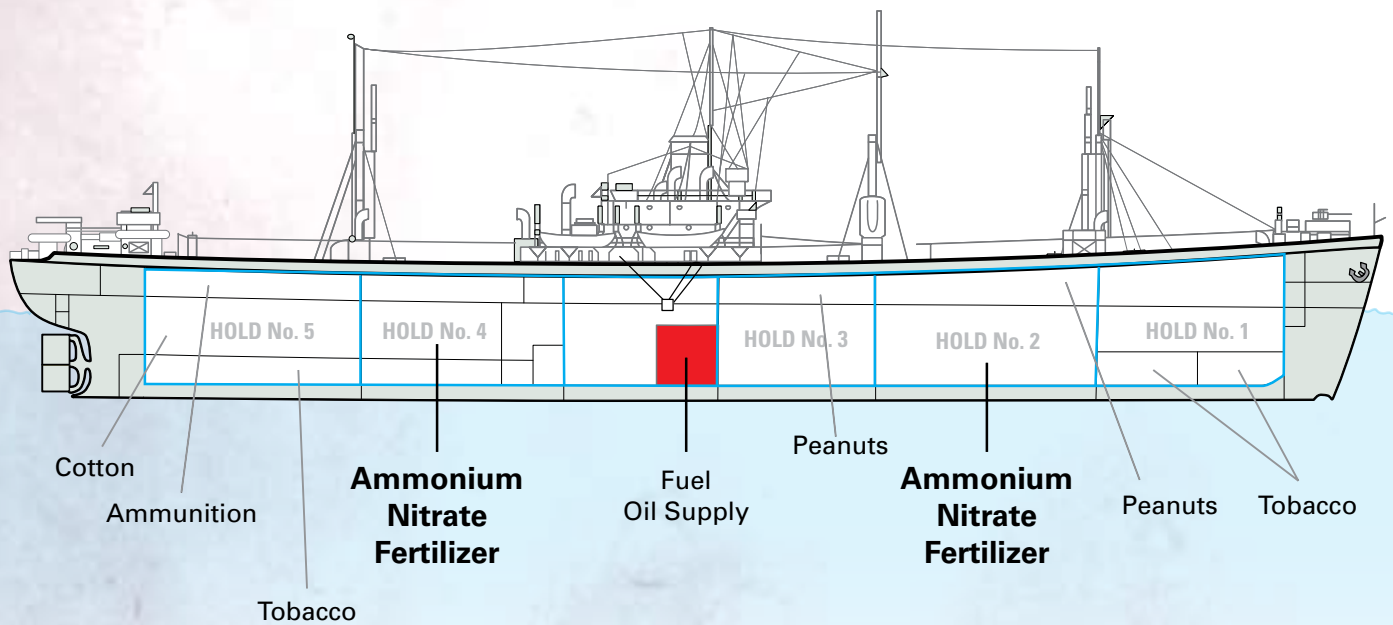 HOLD No. 5
HOLD No. 4
HOLD No. 3
HOLD No. 2
HOLD No. 1
Cotton
Ammunition
Tobacco
Ammonium
Nitrate
Fertilizer
Fuel
Oil Supply
Peanuts
Ammonium
Nitrate
Fertilizer
Peanuts
Tobacco